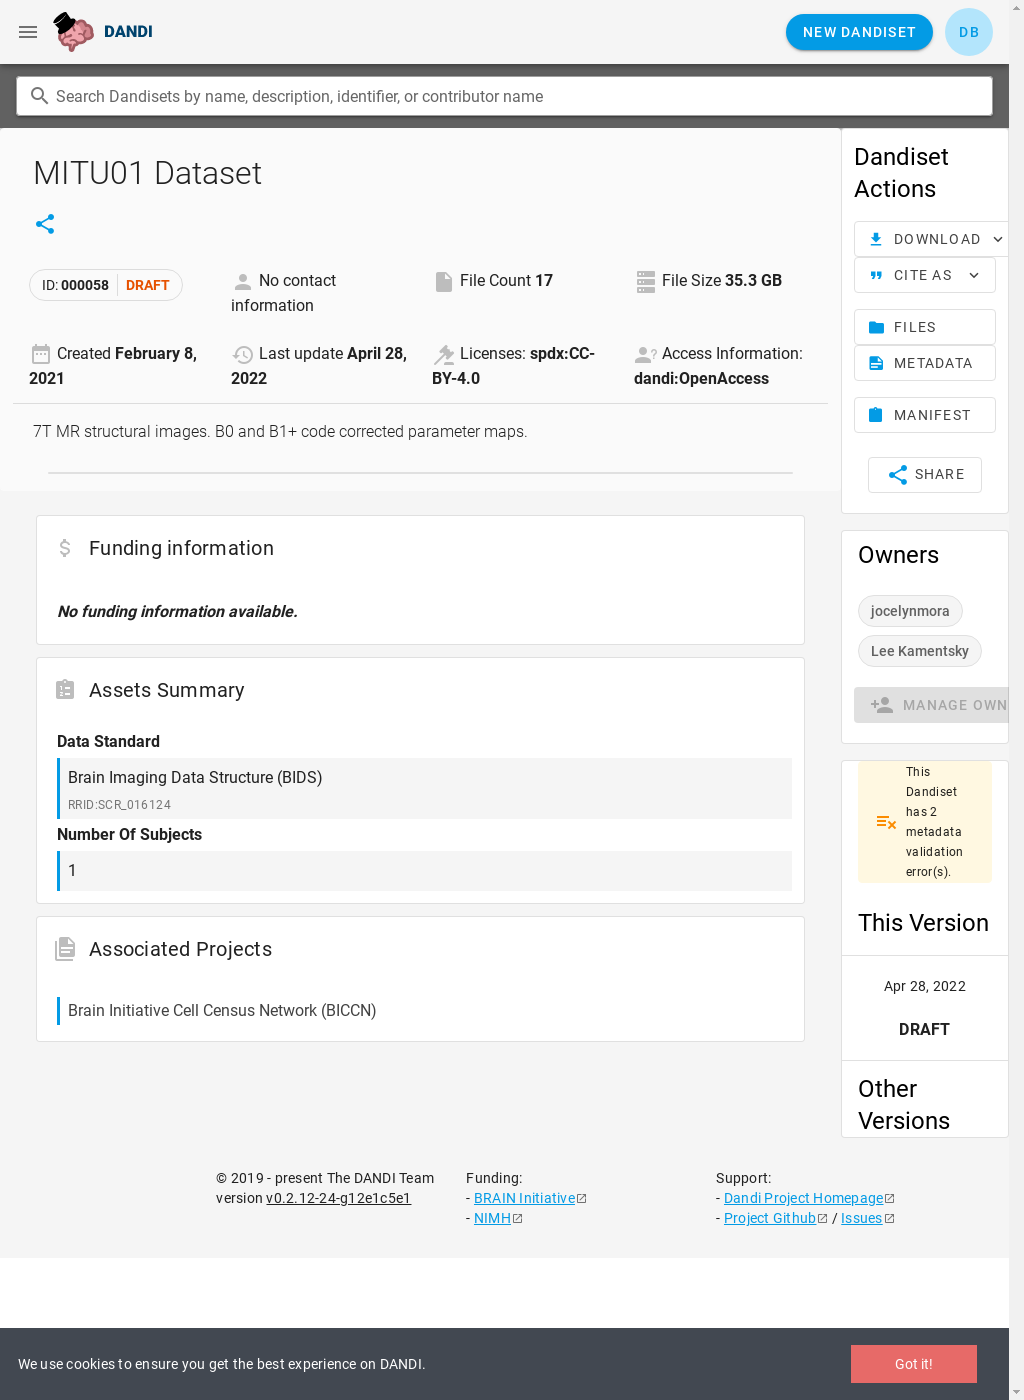 DANDI
NEW DANDISET
DB
Search Dandisets by name, description, identifier, or contributor name
MITU01 Dataset
ID: 000058 DRAFT
No contact
information
File Count 17
File Size 35.3 GB
Created February 8,
2021
Last update April 28,
2022
Licenses: spdx:CC-
BY-4.0
Access Information:
dandi:OpenAccess
7T MR structural images. B0 and B1+ code corrected parameter maps.
Funding information
No funding information available.
Assets Summary
Data Standard
Brain Imaging Data Structure (BIDS)
RRID:SCR_016124
Number Of Subjects
1
Associated Projects
Brain Initiative Cell Census Network (BICCN)
Dandiset
Actions
DOWNLOAD
CITE AS
FILES
METADATA
MANIFEST
SHARE
Owners
jocelynmora
Lee Kamentsky
MANAGE OWN
This
Dandiset
has 2
metadata
validation
error(s).
This Version
Apr 28, 2022
DRAFT
Other
Versions
© 2019 - present The DANDI Team
version v0.2.12-24-g12e1c5e1
Funding:
- BRAIN Initiative
- NIMH
Support:
- Dandi Project Homepage
- Project Github / Issues
We use cookies to ensure you get the best experience on DANDI.
Got it!